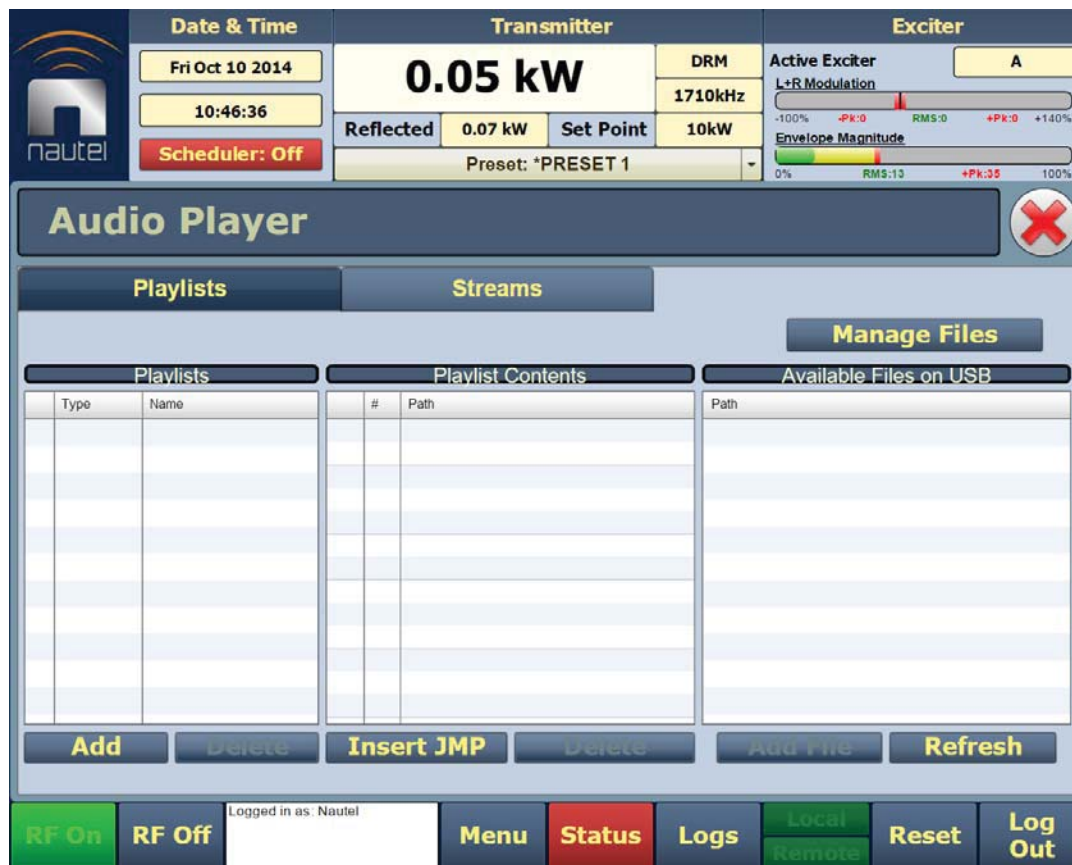 nautel
Date & Time
Fri Oct 10 2014
10:46:36
Scheduler: Off
Transmitter
0.05 kW
DRM
1710kHz
Reflected 0.07 kW Set Point 10kW
Preset: *PRESET 1
Exciter
Active Exciter A
L+R Modulation
-100% -Pk:0 RMS:0 +Pk:0 +140%
Envelope Magnitude
0% RMS:13 +Pk:35 100%
Audio Player
Playlists Streams
Manage Files
Playlists
Type Name
Playlist Contents
# Path
Available Files on USB
Path
Add Delete Insert JMP Delete Add File Refresh
RF On RF Off
Logged in as: Nautel
Menu Status Logs
Local
Remote
Reset
Log
Out